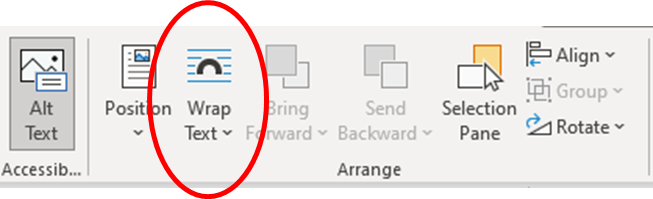 Alt
Text
Accessib...
Position
Wrap
Text
Bring
Forward
Send
Backward
Selection
Pane
Align
Group
Rotate
Arrange